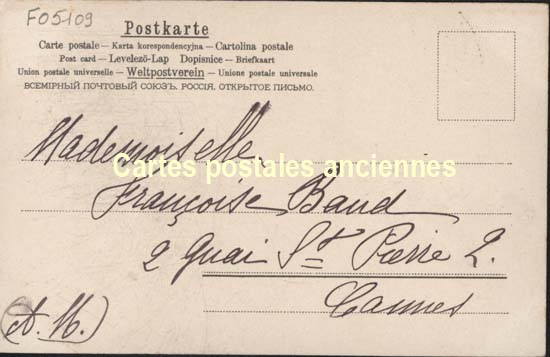 F05109
Postkarte
Carte postale — Karta korespondencyjna — Cartolina postale
Post card — Levelező-Lap Dopisnice — Briefkaart
Union postale universelle — Weltpostverein — Unione postale universale
ВСЕМІРНЫЙ ПОЧТОВЫЙ СОЮЗЪ. РОССІЯ. ОТКРЫТОЕ ПИСЬМО.
Mademoiselle
Cartes postales anciennes
Françoise Baud
2 Quai St Pierre 2.
Cannes
(A. M.)